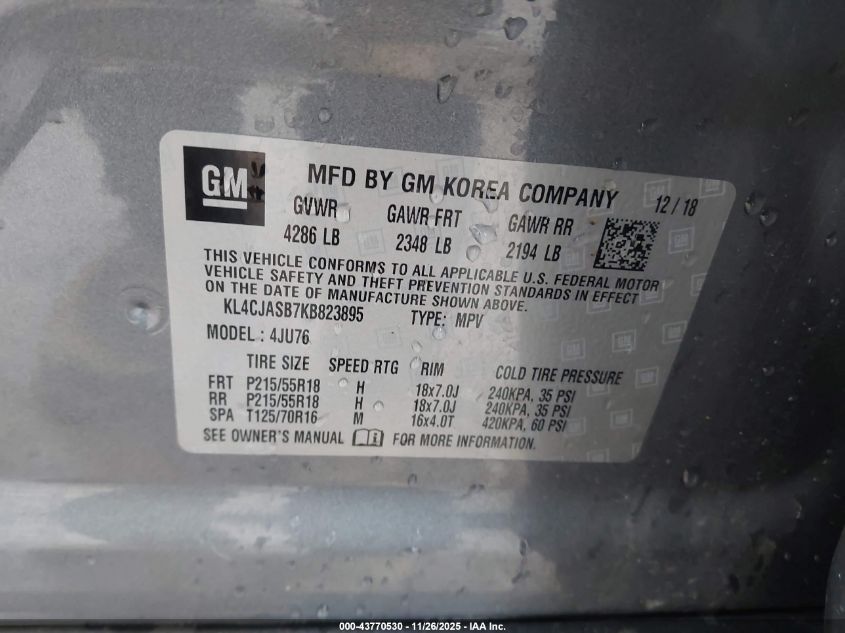 GM
MFD BY GM KOREA COMPANY 12/18
GVWR GAWR FRT GAWR RR
4286 LB 2348 LB 2194 LB
THIS VEHICLE CONFORMS TO ALL APPLICABLE U.S. FEDERAL MOTOR
VEHICLE SAFETY AND THEFT PREVENTION STANDARDS IN EFFECT
ON THE DATE OF MANUFACTURE SHOWN ABOVE.
KL4CJASB7KB823895 TYPE: MPV
MODEL : 4JU76
TIRE SIZE SPEED RTG RIM COLD TIRE PRESSURE
FRT P215/55R18 H 18x7.0J 240KPA, 35 PSI
RR P215/55R18 H 18x7.0J 240KPA, 35 PSI
SPA T125/70R16 M 16x4.0T 420KPA, 60 PSI
SEE OWNER'S MANUAL FOR MORE INFORMATION.
000-43770530 - 11/26/2025 - IAA Inc.